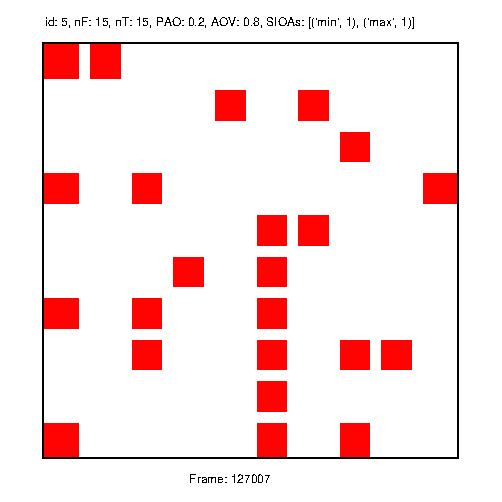 id: 5, nF: 15, nT: 15, PAO: 0.2, AOV: 0.8, SIOAs: [('min', 1), ('max', 1)]
Frame: 127007